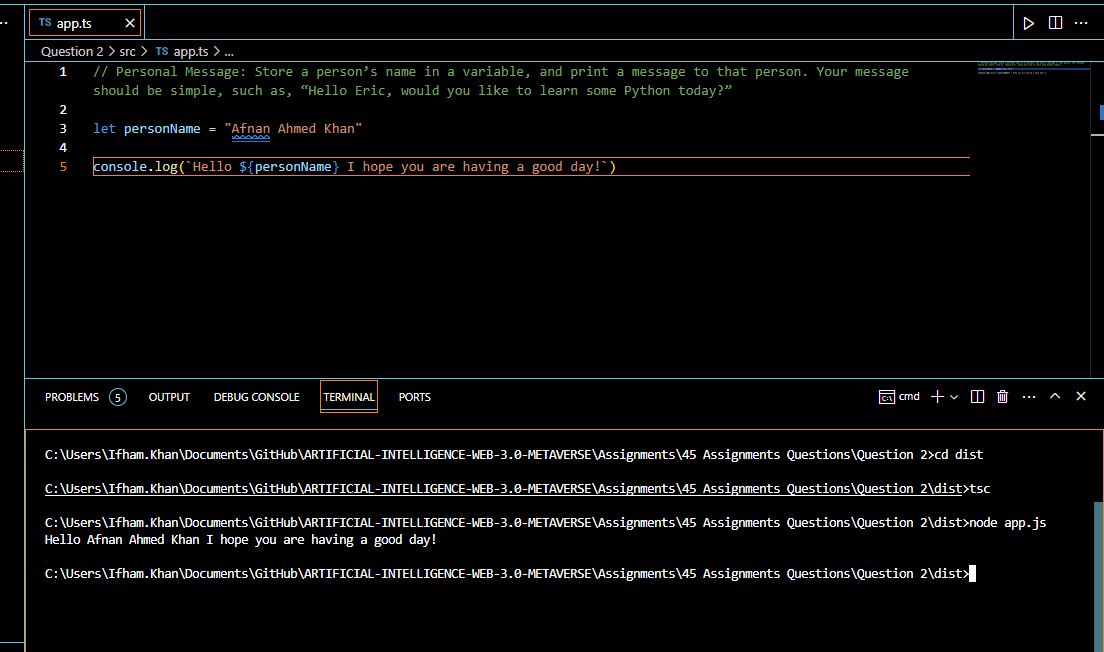 TS app.ts
Question 2 > src > TS app.ts > ...
1 // Personal Message: Store a person’s name in a variable, and print a message to that person. Your message
should be simple, such as, “Hello Eric, would you like to learn some Python today?”
2
3 let personName = "Afnan Ahmed Khan"
4
5 console.log(`Hello ${personName} I hope you are having a good day!`)
PROBLEMS 5 OUTPUT DEBUG CONSOLE TERMINAL PORTS cmd
C:\Users\Ifham.Khan\Documents\GitHub\ARTIFICIAL-INTELLIGENCE-WEB-3.0-METAVERSE\Assignments\45 Assignments Questions\Question 2>cd dist
C:\Users\Ifham.Khan\Documents\GitHub\ARTIFICIAL-INTELLIGENCE-WEB-3.0-METAVERSE\Assignments\45 Assignments Questions\Question 2\dist>tsc
C:\Users\Ifham.Khan\Documents\GitHub\ARTIFICIAL-INTELLIGENCE-WEB-3.0-METAVERSE\Assignments\45 Assignments Questions\Question 2\dist>node app.js
Hello Afnan Ahmed Khan I hope you are having a good day!
C:\Users\Ifham.Khan\Documents\GitHub\ARTIFICIAL-INTELLIGENCE-WEB-3.0-METAVERSE\Assignments\45 Assignments Questions\Question 2\dist>